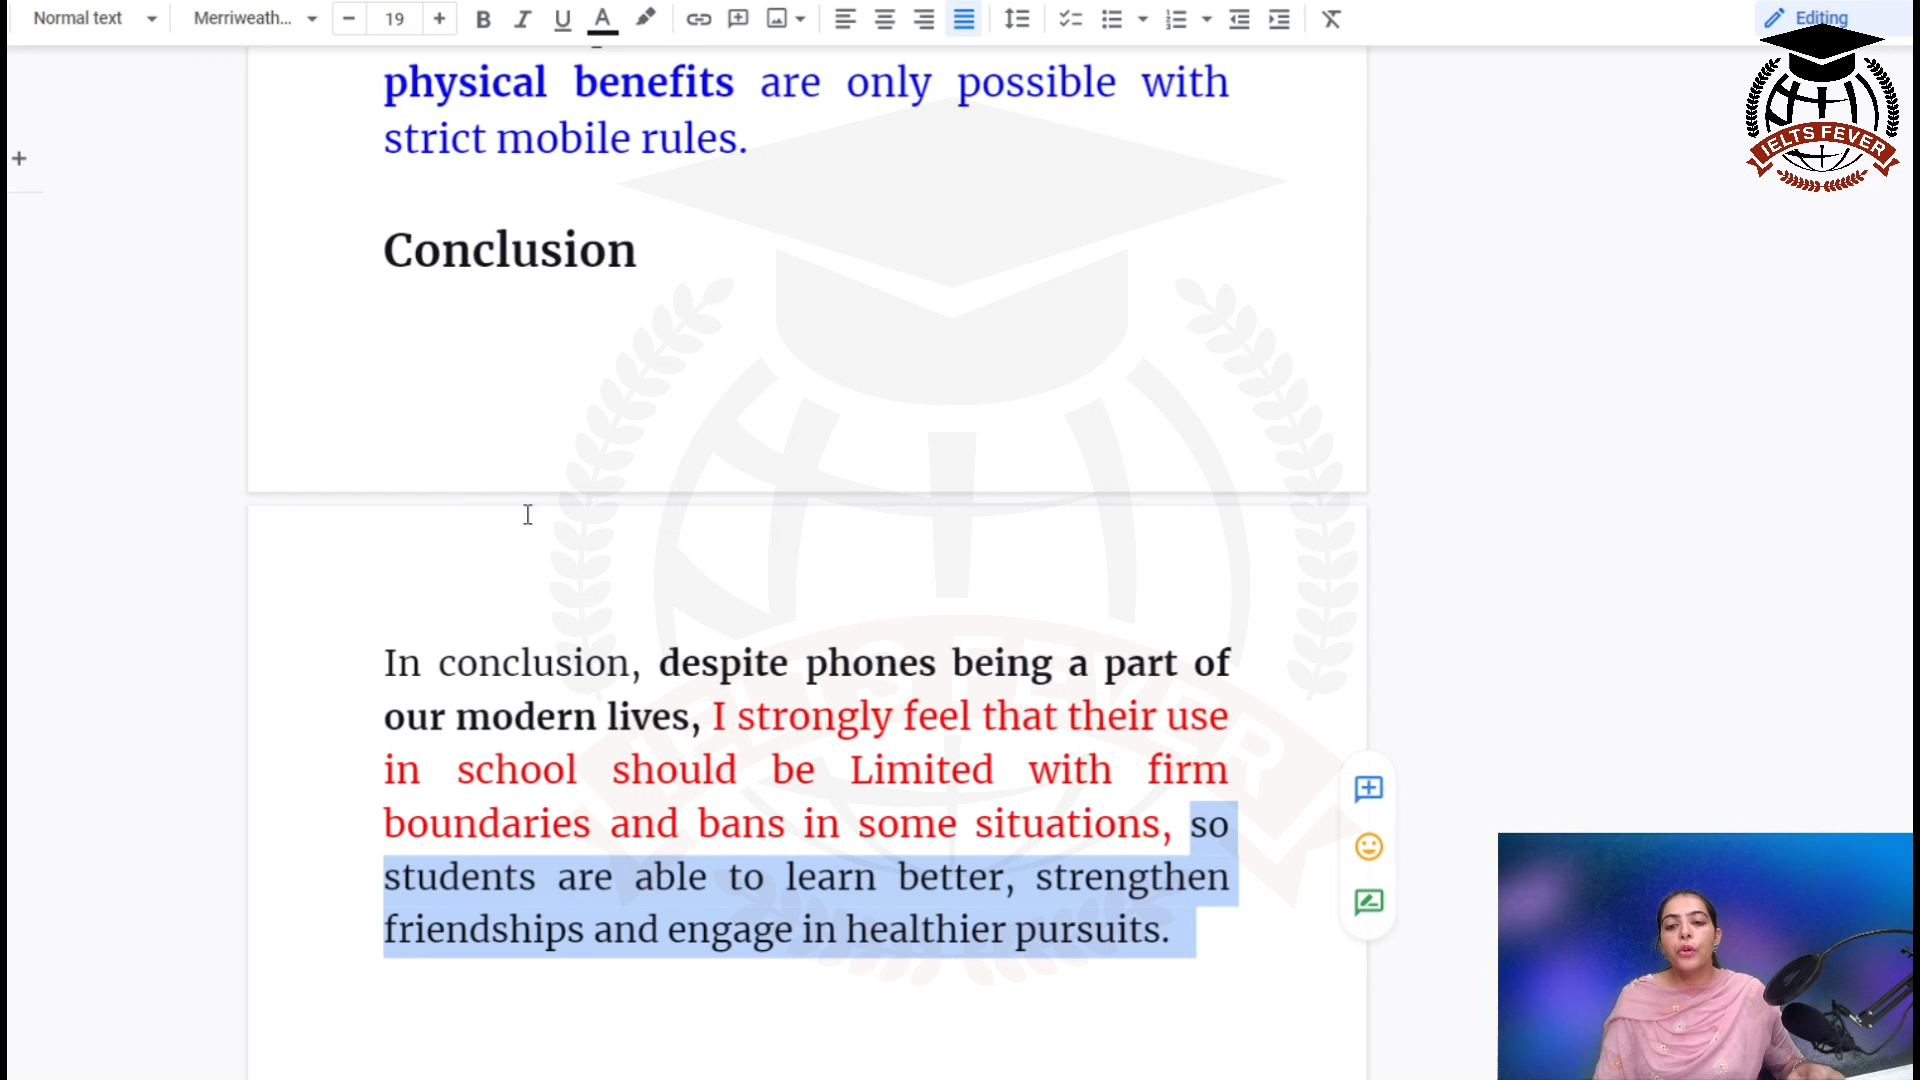 Normal text
Merriweath...
19
Editing
IELTS FEVER
physical benefits are only possible with
strict mobile rules.
Conclusion
In conclusion, despite phones being a part of
our modern lives, I strongly feel that their use
in school should be Limited with firm
boundaries and bans in some situations, so
students are able to learn better, strengthen
friendships and engage in healthier pursuits.
IELTS FEVER